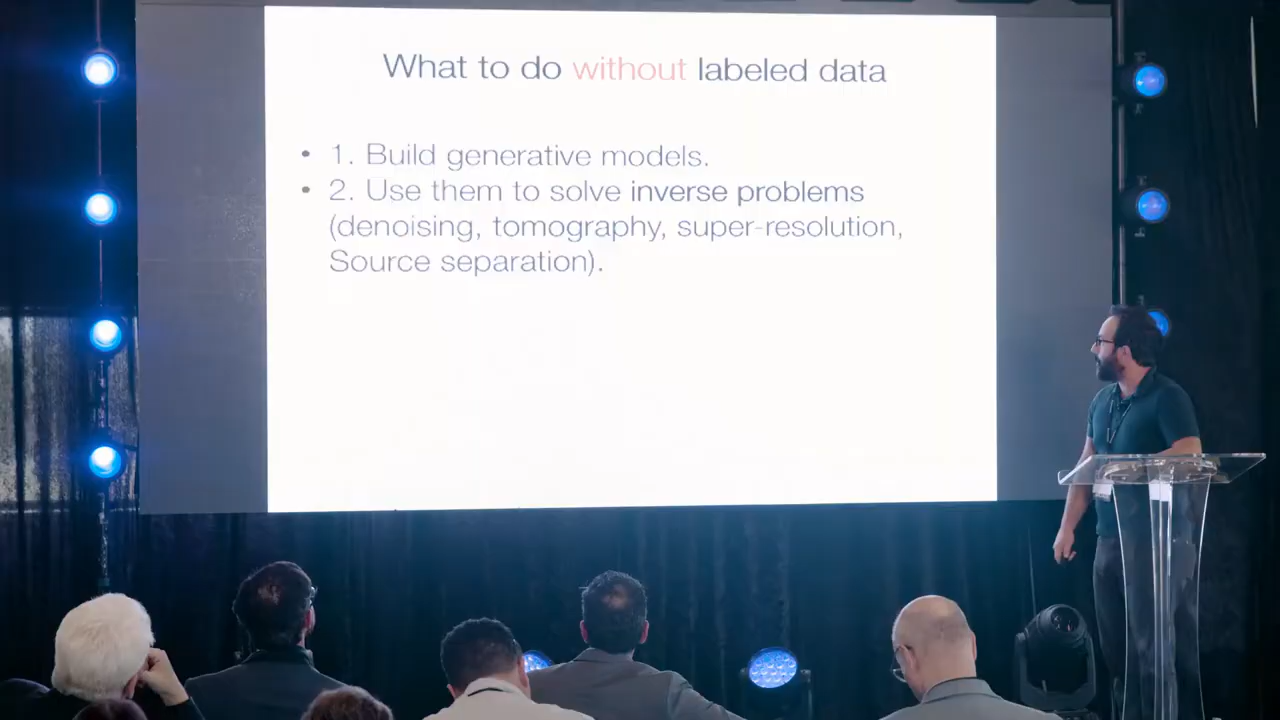 What to do without labeled data
• 1. Build generative models.
• 2. Use them to solve inverse problems
(denoising, tomography, super-resolution,
Source separation).